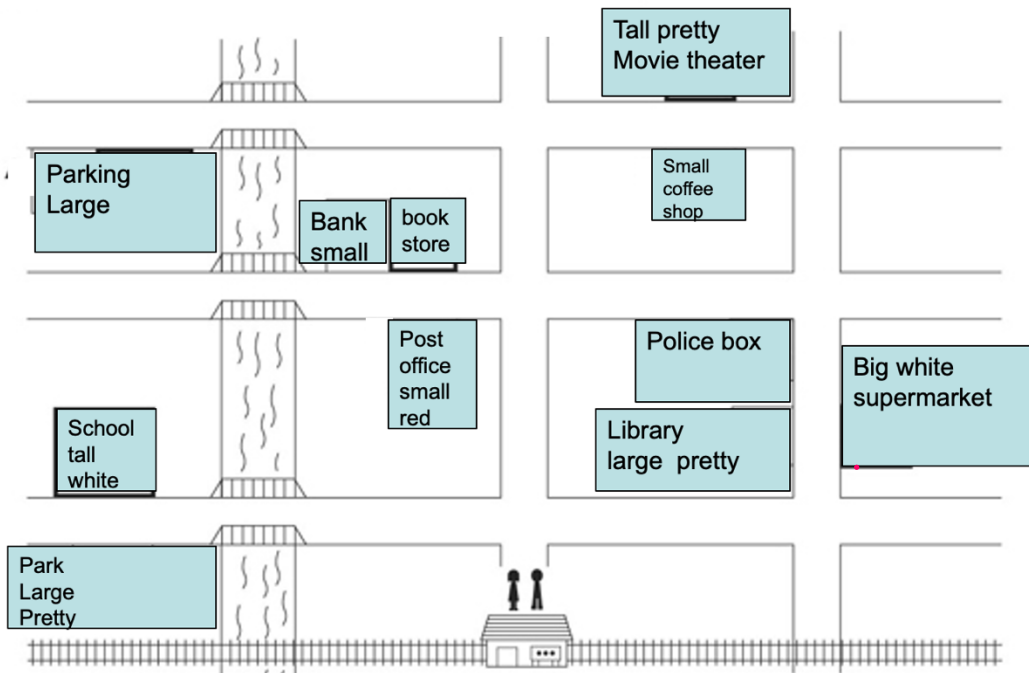 Tall pretty
Movie theater
Parking
Large
Small
coffee
shop
Bank
small
book
store
Post
office
small
red
Police box
Big white
supermarket
School
tall
white
Library
large pretty
Park
Large
Pretty